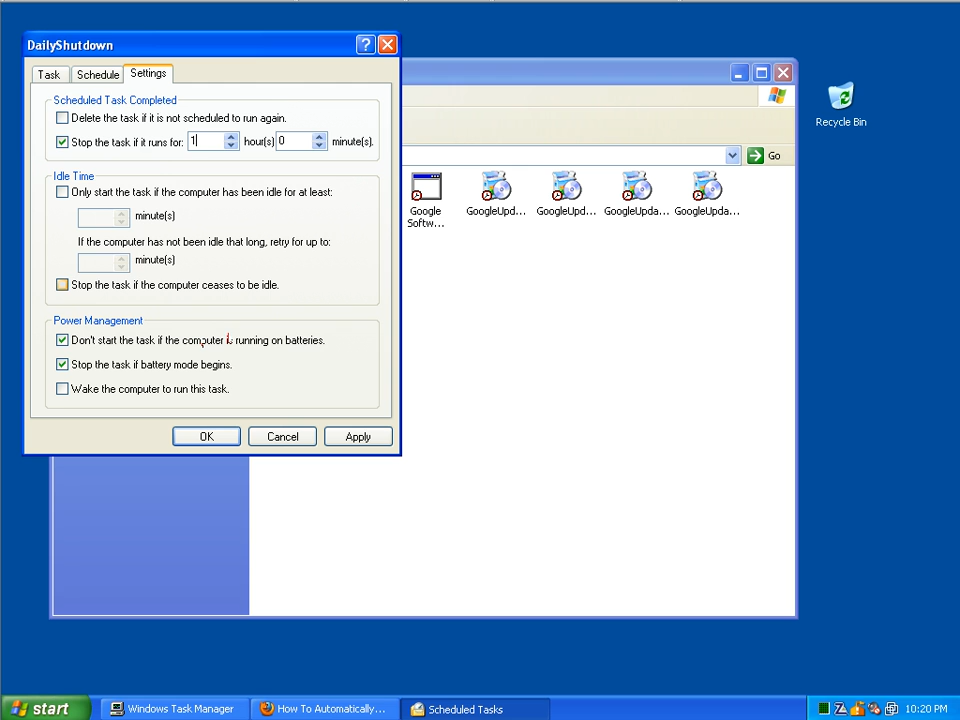 DailyShutdown
Task Schedule Settings
Scheduled Task Completed
Delete the task if it is not scheduled to run again.
Stop the task if it runs for: 1 hour(s) 0 minute(s).
Idle Time
Only start the task if the computer has been idle for at least:
minute(s)
If the computer has not been idle that long, retry for up to:
minute(s)
Stop the task if the computer ceases to be idle.
Power Management
Don't start the task if the computer is running on batteries.
Stop the task if battery mode begins.
Wake the computer to run this task.
OK Cancel Apply
Go
Google
Softw...
GoogleUpd...
GoogleUpd...
GoogleUpda...
GoogleUpda...
Recycle Bin
start
Windows Task Manager
How To Automatically...
Scheduled Tasks
10:20 PM